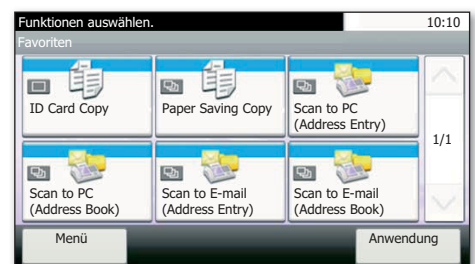 Funktionen auswählen.
10:10
Favoriten
ID Card Copy
Paper Saving Copy
Scan to PC
(Address Entry)
1/1
Scan to PC
(Address Book)
Scan to E-mail
(Address Entry)
Scan to E-mail
(Address Book)
Menü
Anwendung